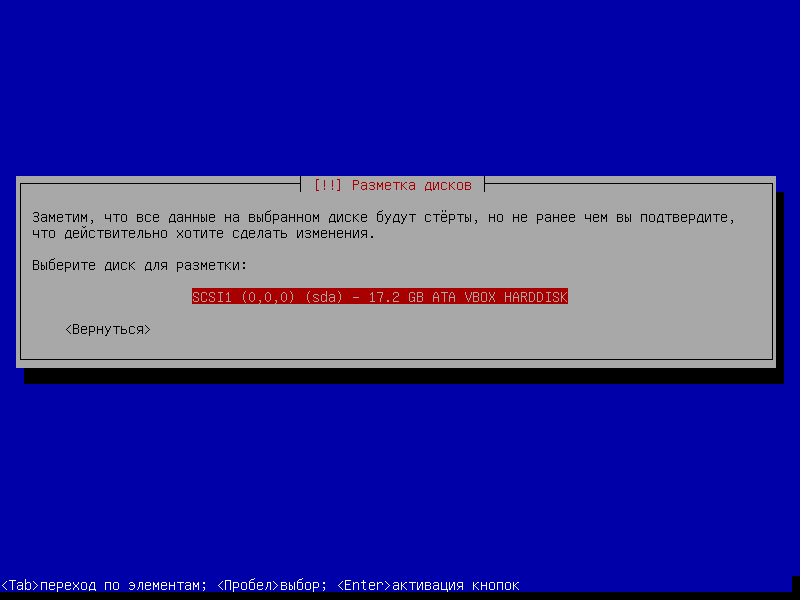 [!!] Разметка дисков
Заметим, что все данные на выбранном диске будут стёрты, но не ранее чем вы подтвердите,
что действительно хотите сделать изменения.
Выберите диск для разметки:
SCSI1 (0,0,0) (sda) - 17.2 GB ATA VBOX HARDDISK
<Вернуться>
<Tab>переход по элементам; <Пробел>выбор; <Enter>активация кнопок